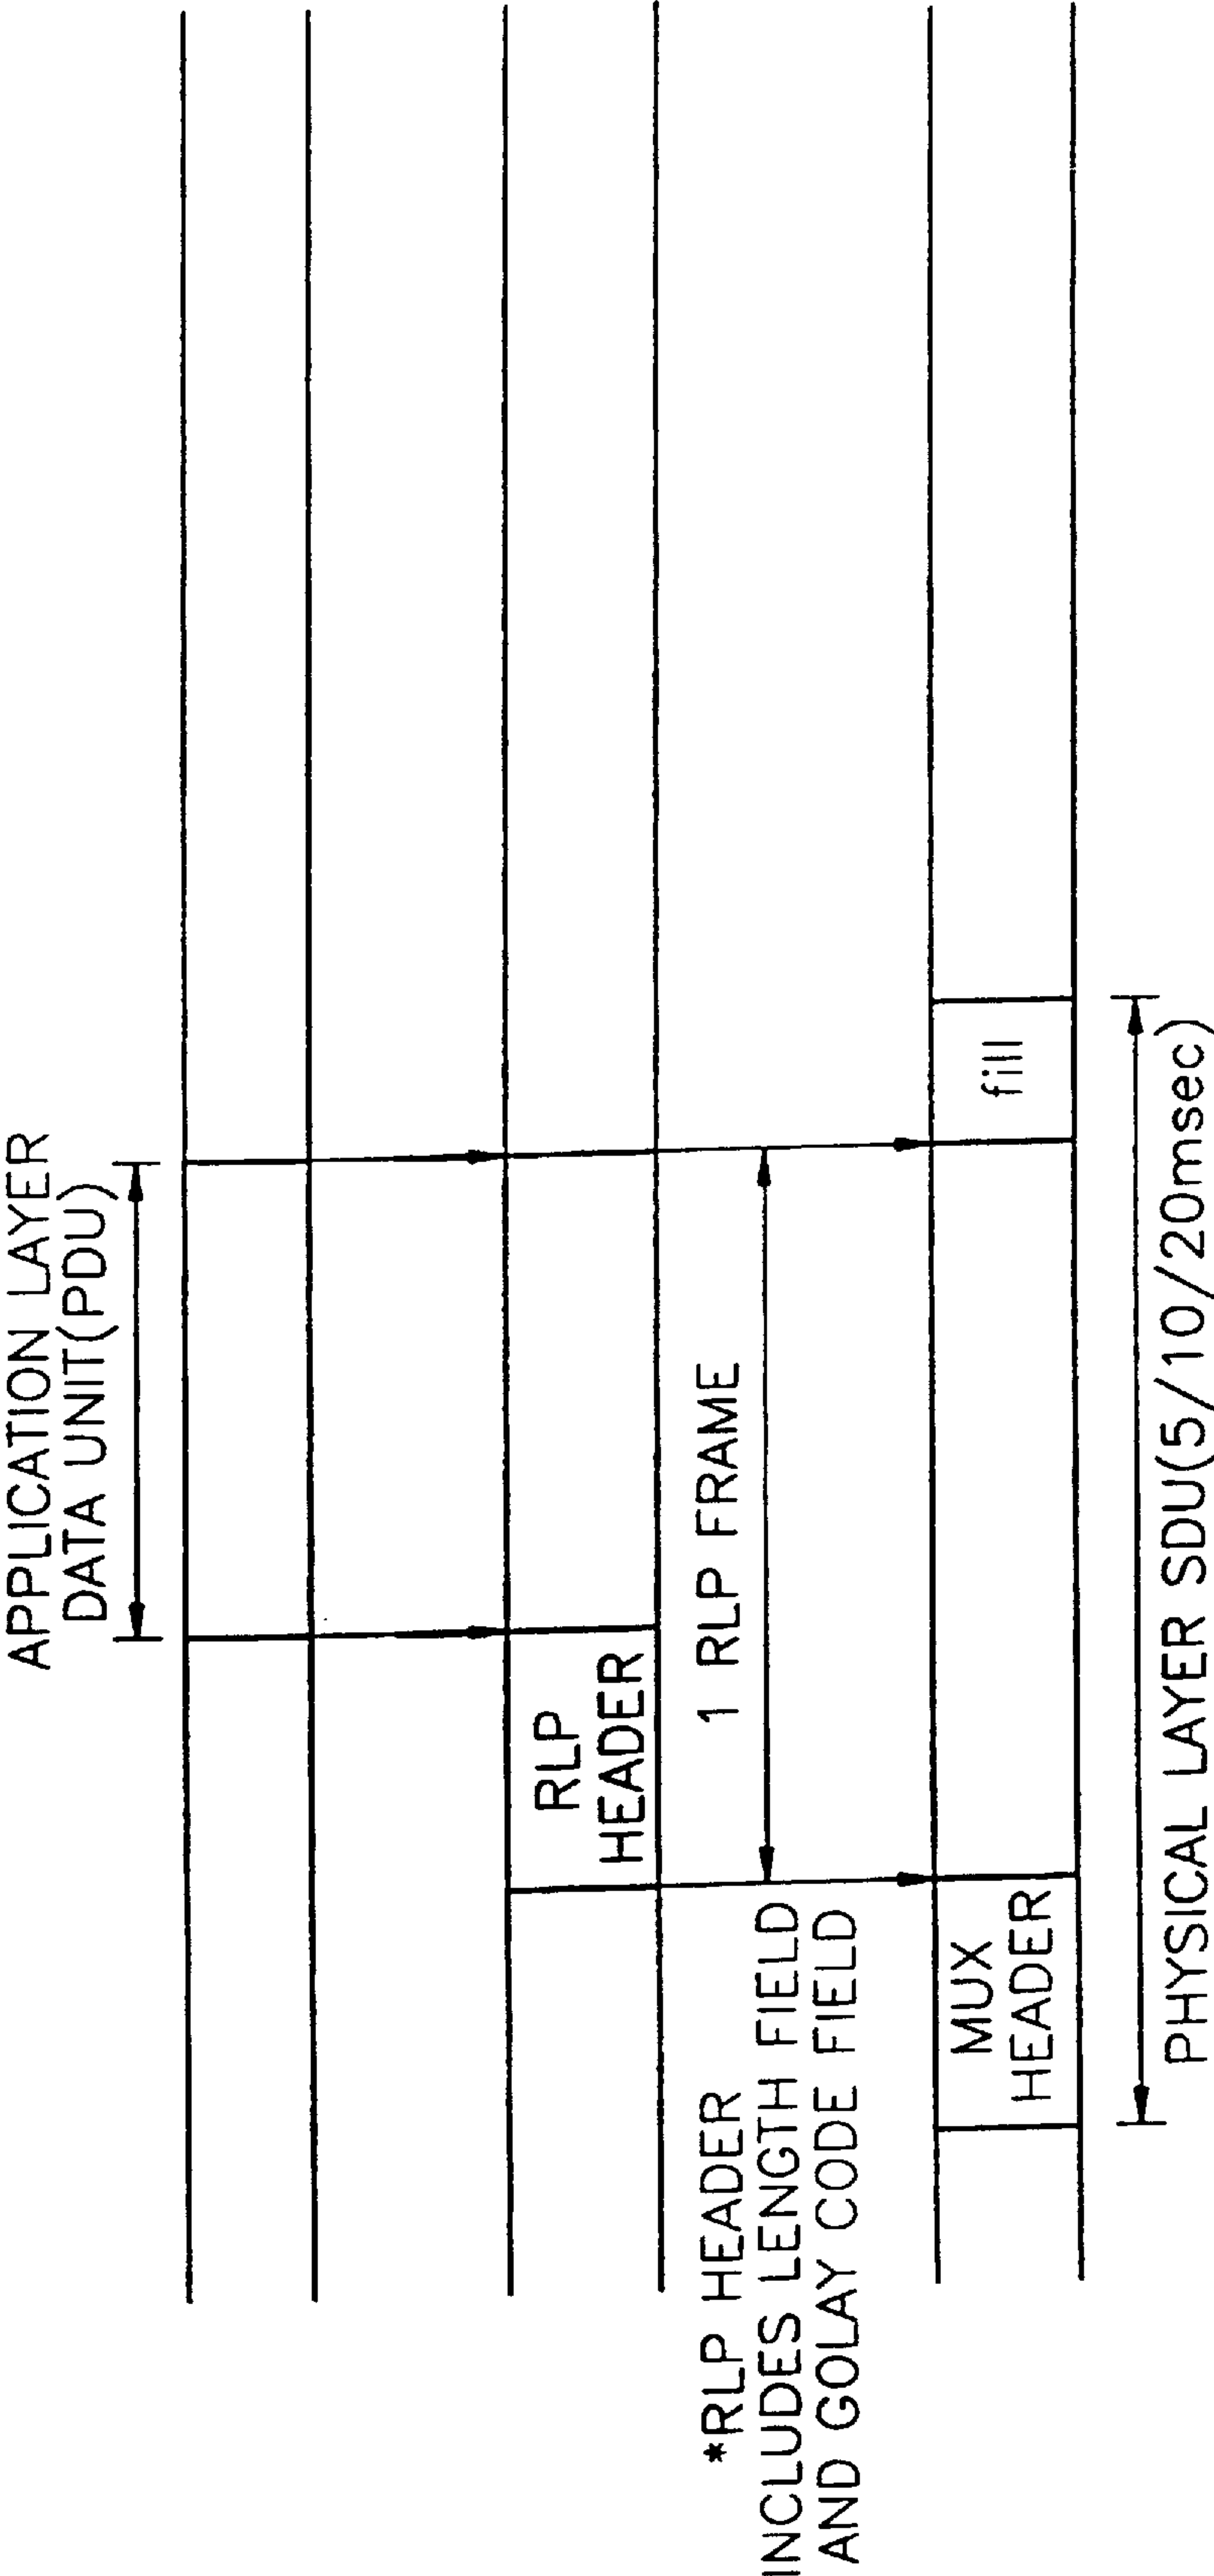 APPLICATION LAYER
DATA UNIT(PDU)
RLP
HEADER
1 RLP FRAME
*RLP HEADER
INCLUDES LENGTH FIELD
AND GOLAY CODE FIELD
MUX
HEADER
fill
PHYSICAL LAYER SDU(5/10/20msec)